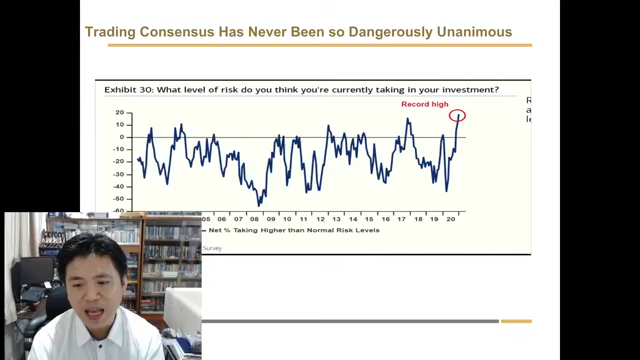 Trading Consensus Has Never Been so Dangerously Unanimous
Exhibit 30: What level of risk do you think you're currently taking in your investment?
Record high
20
10
0
-10
-20
-30
-40
-50
-60
05 06 07 08 09 10 11 12 13 14 15 16 17 18 19 20
Net % Taking Higher than Normal Risk Levels
Survey